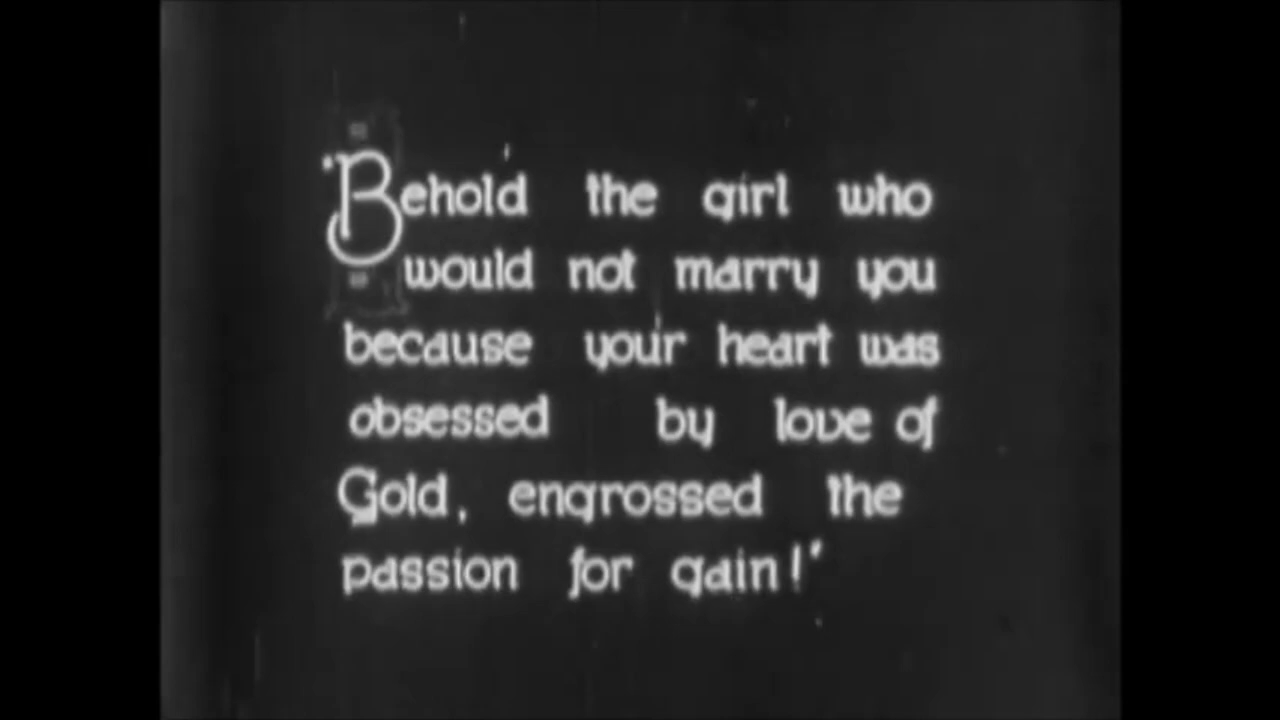 'Behold the girl who
would not marry you
because your heart was
obsessed by love of
Gold, engrossed the
passion for gain!'